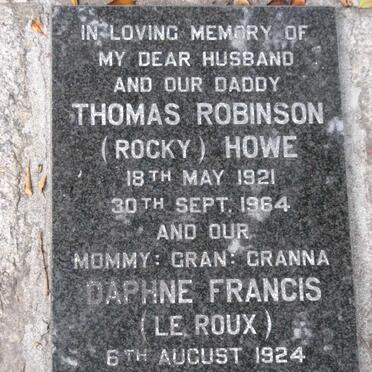 IN LOVING MEMORY OF
MY DEAR HUSBAND
AND OUR DADDY
THOMAS ROBINSON
(ROCKY) HOWE
18TH MAY 1921
30TH SEPT. 1964
AND OUR
MOMMY: GRAN: GRANNA
DAPHNE FRANCIS
(LE ROUX)
6TH AUGUST 1924